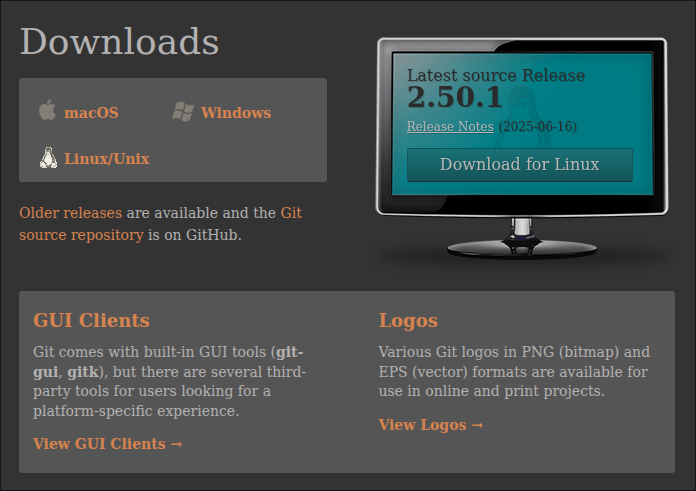 Downloads
macOS
Windows
Linux/Unix
Older releases are available and the Git
source repository is on GitHub.
Latest source Release
2.50.1
Release Notes (2025-06-16)
Download for Linux
GUI Clients
Git comes with built-in GUI tools (git-
gui, gitk), but there are several third-
party tools for users looking for a
platform-specific experience.
View GUI Clients →
Logos
Various Git logos in PNG (bitmap) and
EPS (vector) formats are available for
use in online and print projects.
View Logos →